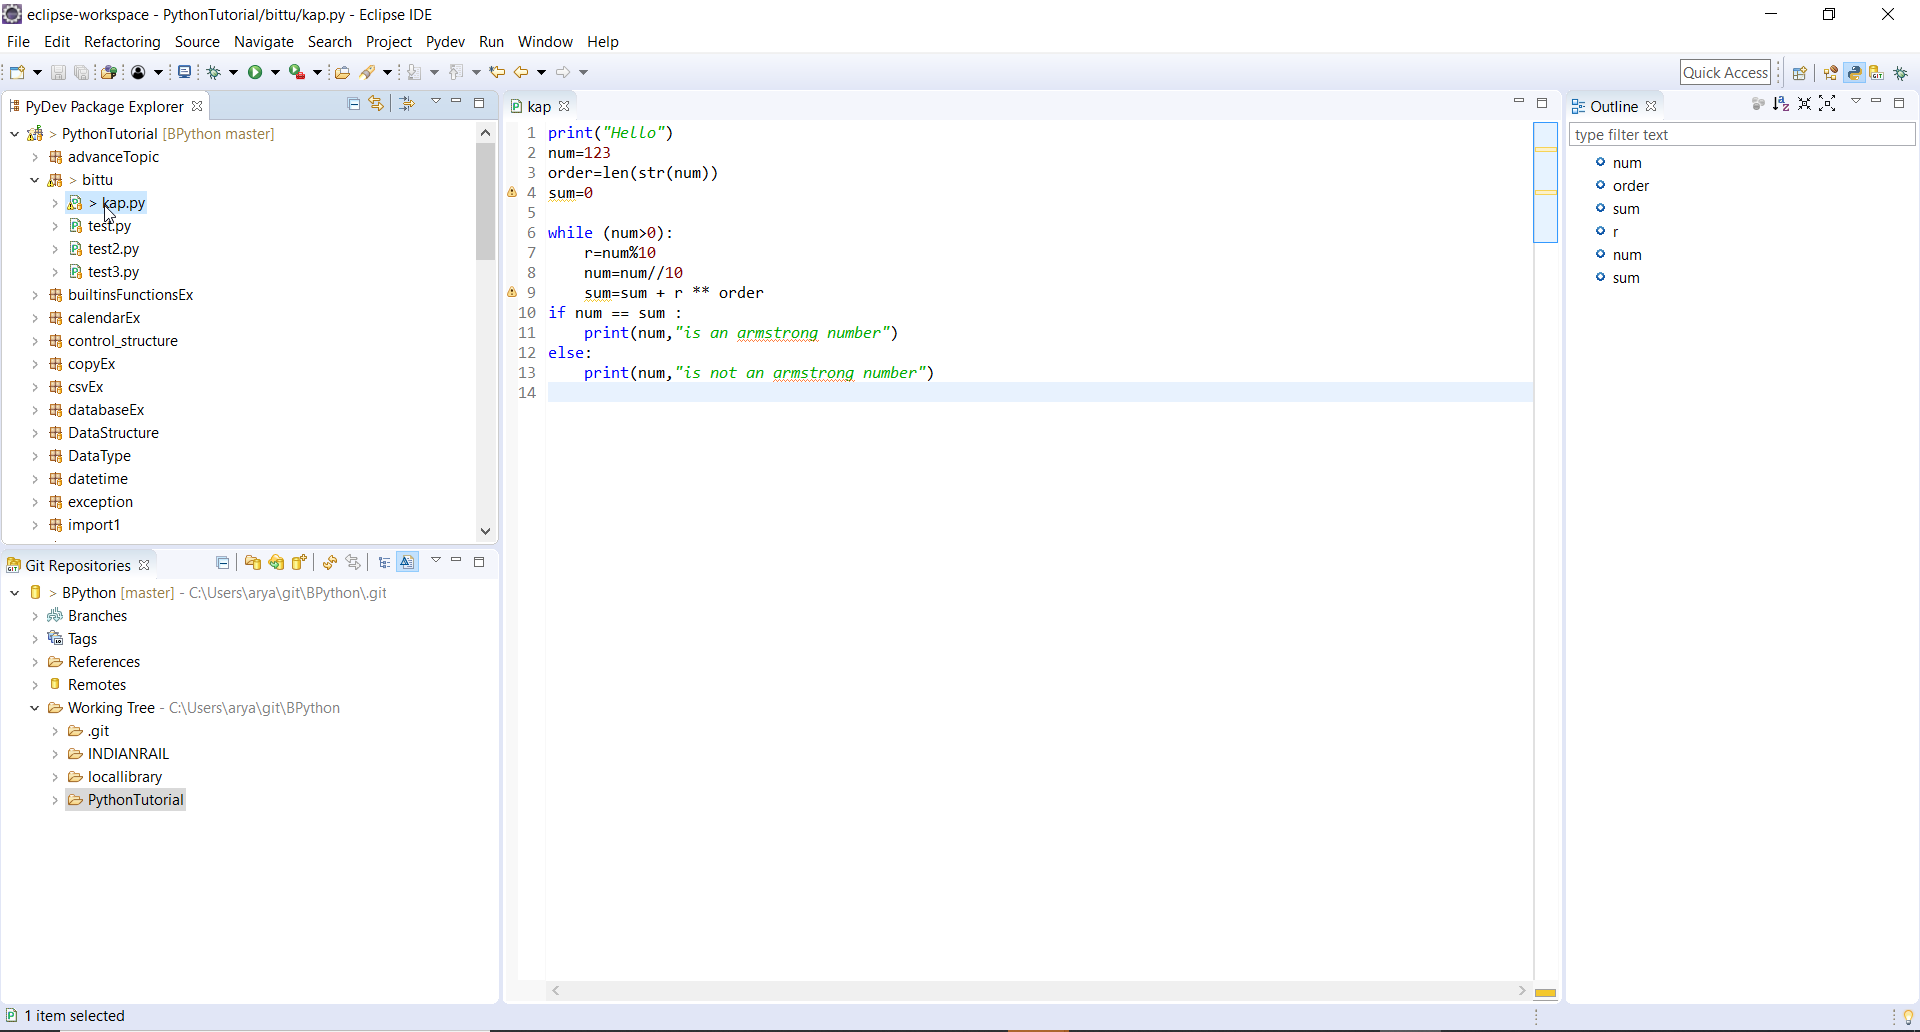 eclipse-workspace - PythonTutorial/bittu/kap.py - Eclipse IDE
File Edit Refactoring Source Navigate Search Project Pydev Run Window Help
Quick Access
PyDev Package Explorer
> PythonTutorial [BPython master]
advanceTopic
> bittu
> kap.py
test.py
test2.py
test3.py
builtinsFunctionsEx
calendarEx
control_structure
copyEx
csvEx
databaseEx
DataStructure
DataType
datetime
exception
import1
Git Repositories
> BPython [master] - C:\Users\arya\git\BPython\.git
Branches
Tags
References
Remotes
Working Tree - C:\Users\arya\git\BPython
.git
INDIANRAIL
locallibrary
PythonTutorial
kap
1 print("Hello")
2 num=123
3 order=len(str(num))
4 sum=0
5
6 while (num>0):
7     r=num%10
8     num=num//10
9     sum=sum + r ** order
10 if num == sum :
11     print(num,"is an armstrong number")
12 else:
13     print(num,"is not an armstrong number")
14
Outline
type filter text
num
order
sum
r
num
sum
1 item selected